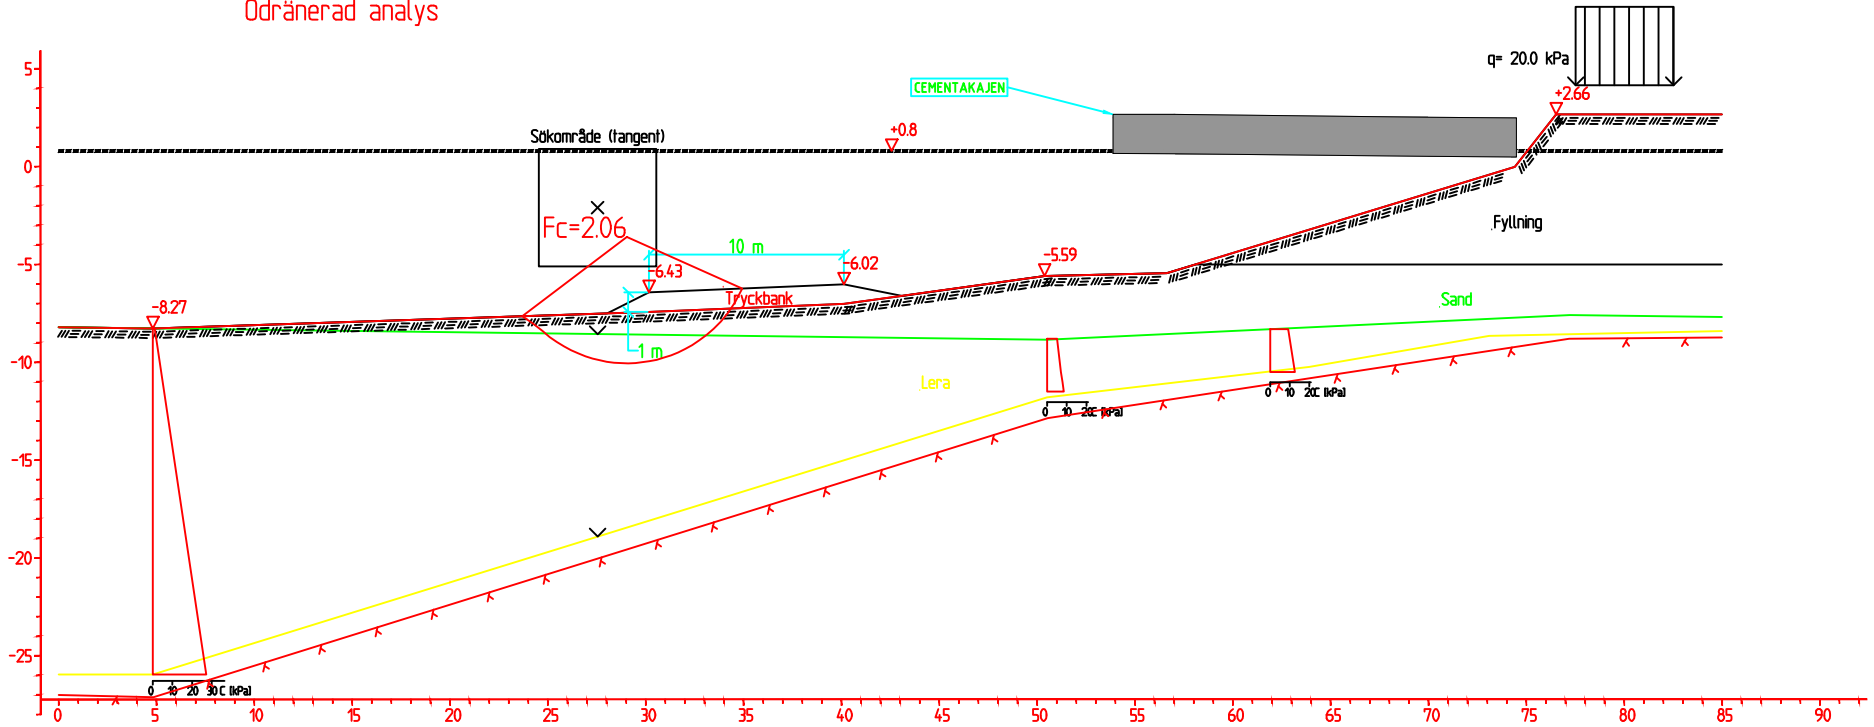 Odränerad analys
q= 20.0 kPa
CEMENTAKAJEN
+2.66
+0.8
Sökområde (tangent)
Fc=2.06
10 m
-6.43
-6.02
-5.59
Fyllning
-8.27
Tryckbank
Sand
1 m
Lera
0 10 20 C [kPa]
0 10 20 C [kPa]
0 10 20 30 C [kPa]
5
0
-5
-10
-15
-20
-25
0 5 10 15 20 25 30 35 40 45 50 55 60 65 70 75 80 85 90